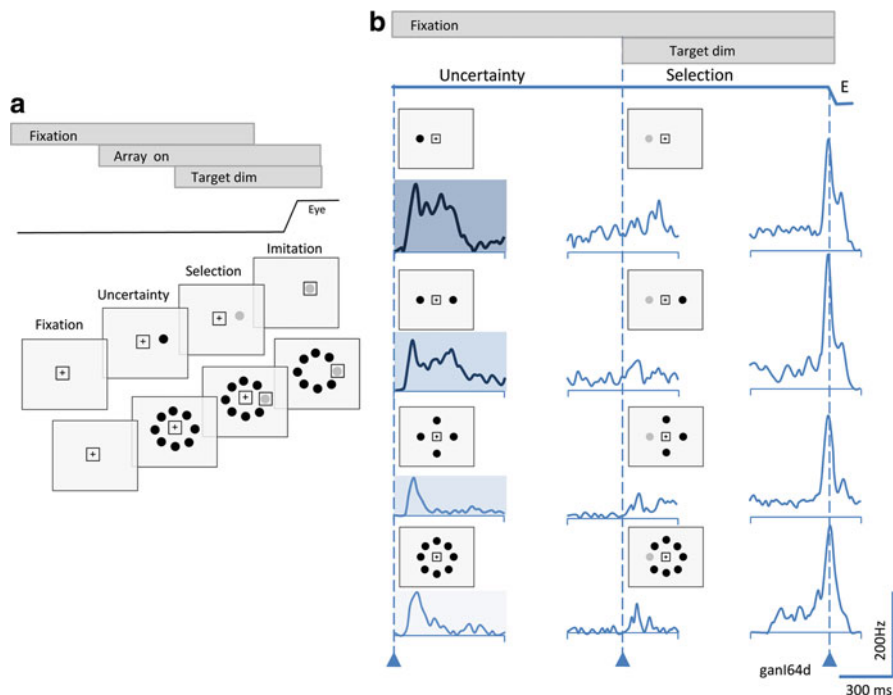 a
Fixation
Array on
Target dim
Eye
Imitation
Selection
Uncertainty
Fixation
b
Fixation
Target dim
Uncertainty
Selection
E
200Hz
ganl64d
300 ms